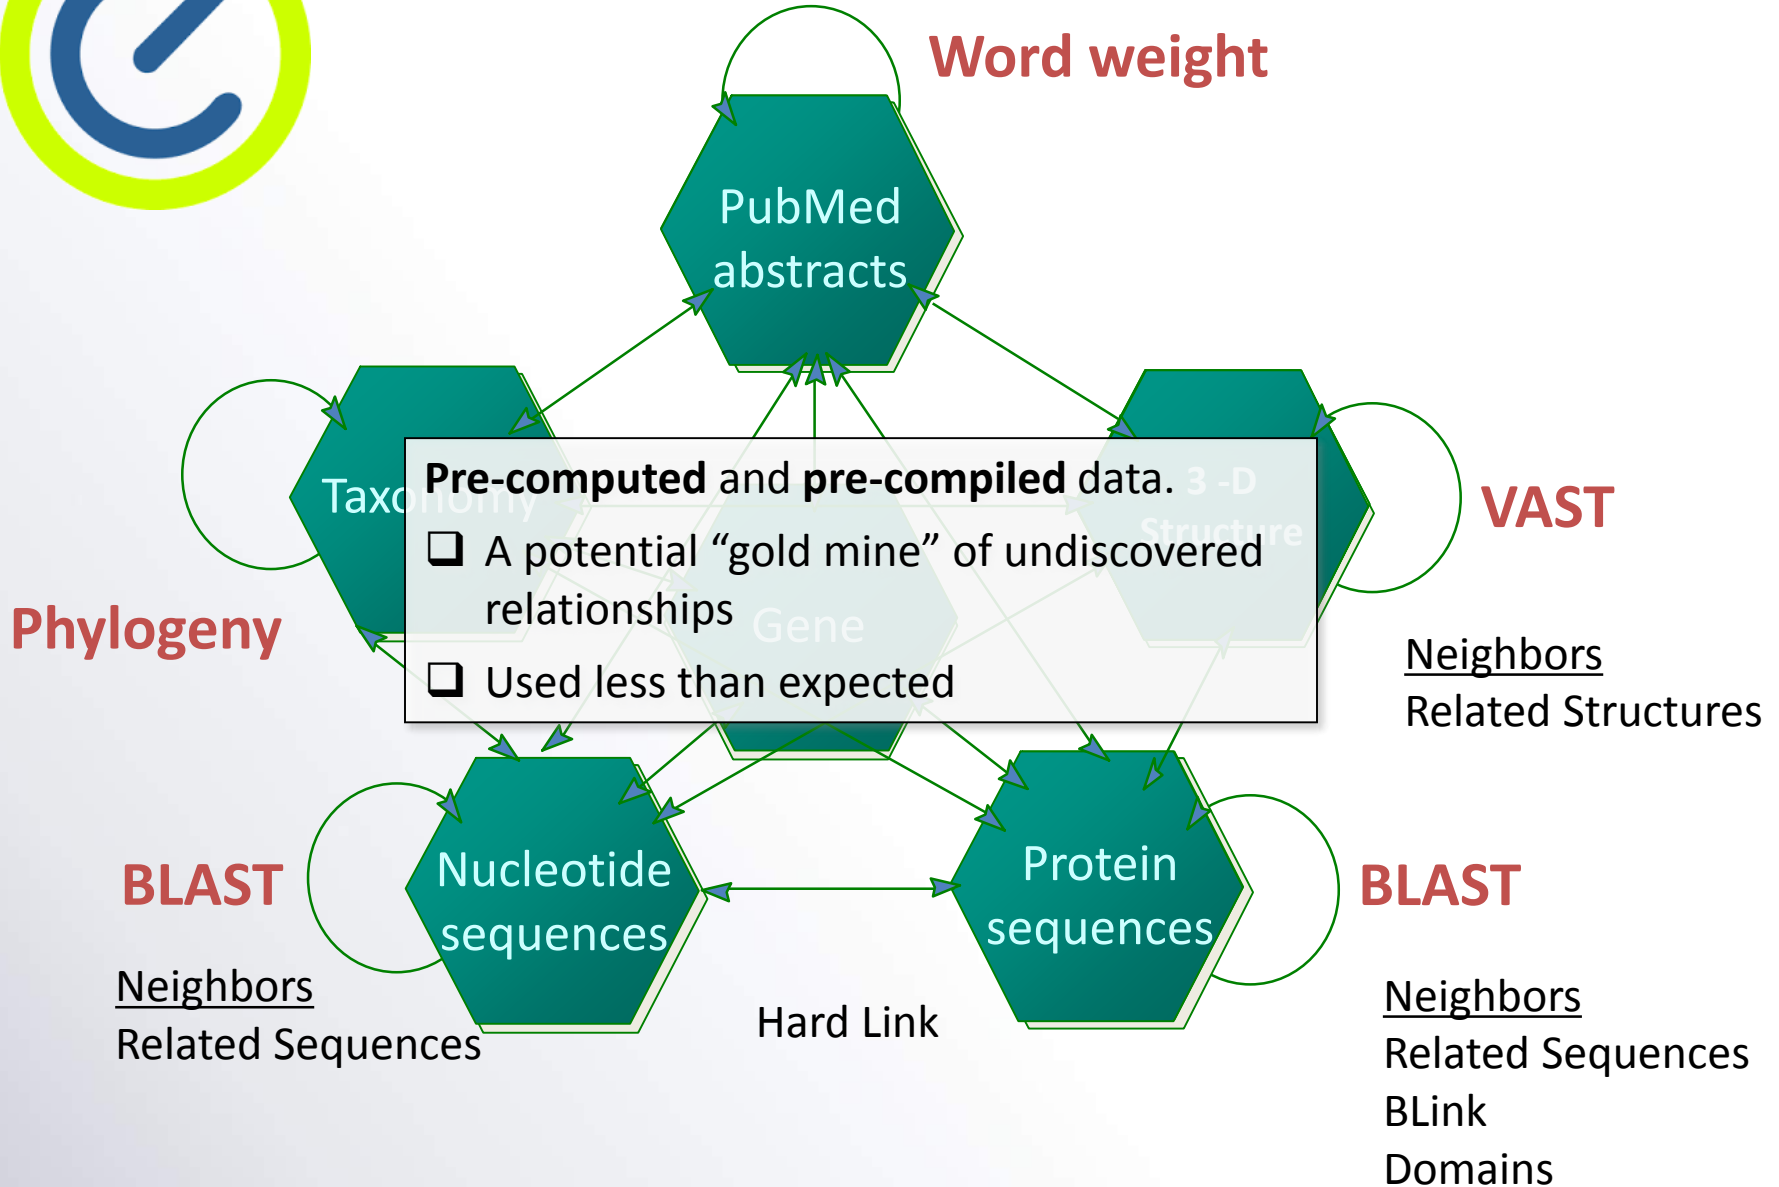 Word weight
PubMed
abstracts
Taxonomy
3 -D
Structure
VAST
Pre-computed and pre-compiled data.
❑ A potential “gold mine” of undiscovered
relationships
❑ Used less than expected
Gene
Phylogeny
Neighbors
Related Structures
BLAST
Nucleotide
sequences
Protein
sequences
BLAST
Neighbors
Related Sequences
Hard Link
Neighbors
Related Sequences
BLink
Domains